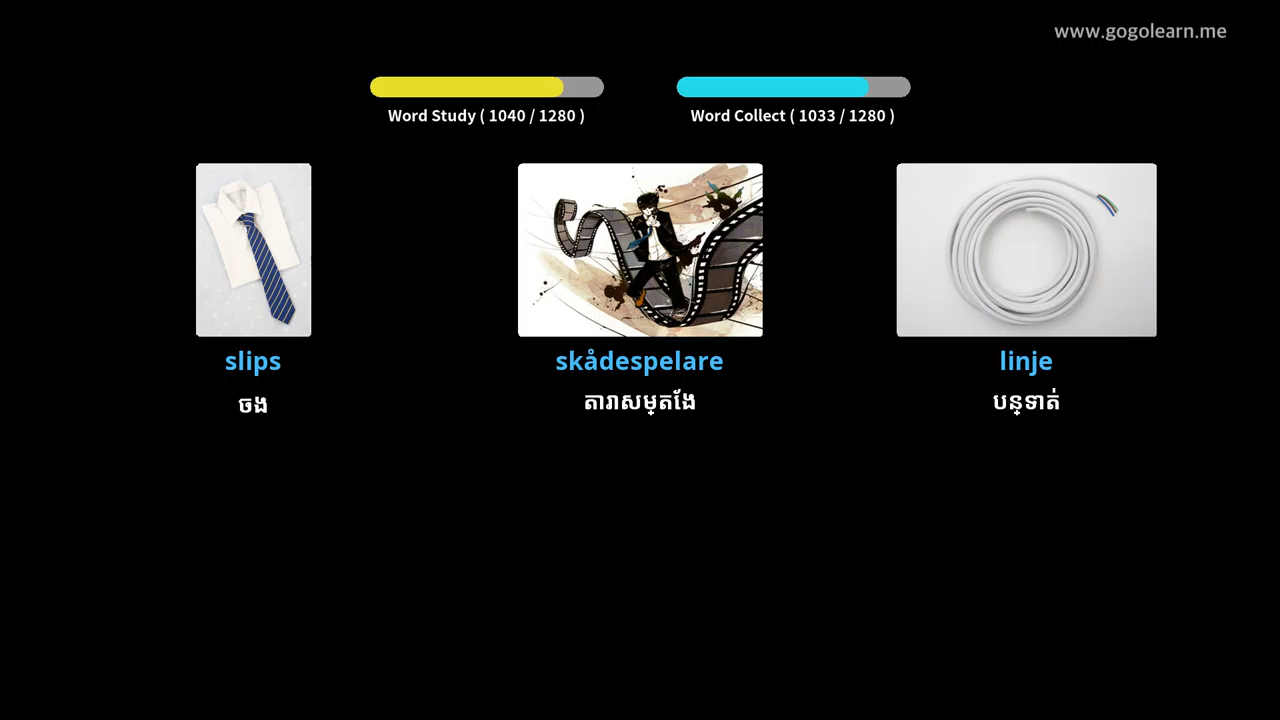 www.gogolearn.me
Word Study ( 1040 / 1280 )
Word Collect ( 1033 / 1280 )
slips
skådespelare
linje
ចង
តារាសម្តែង
បន្ទាត់